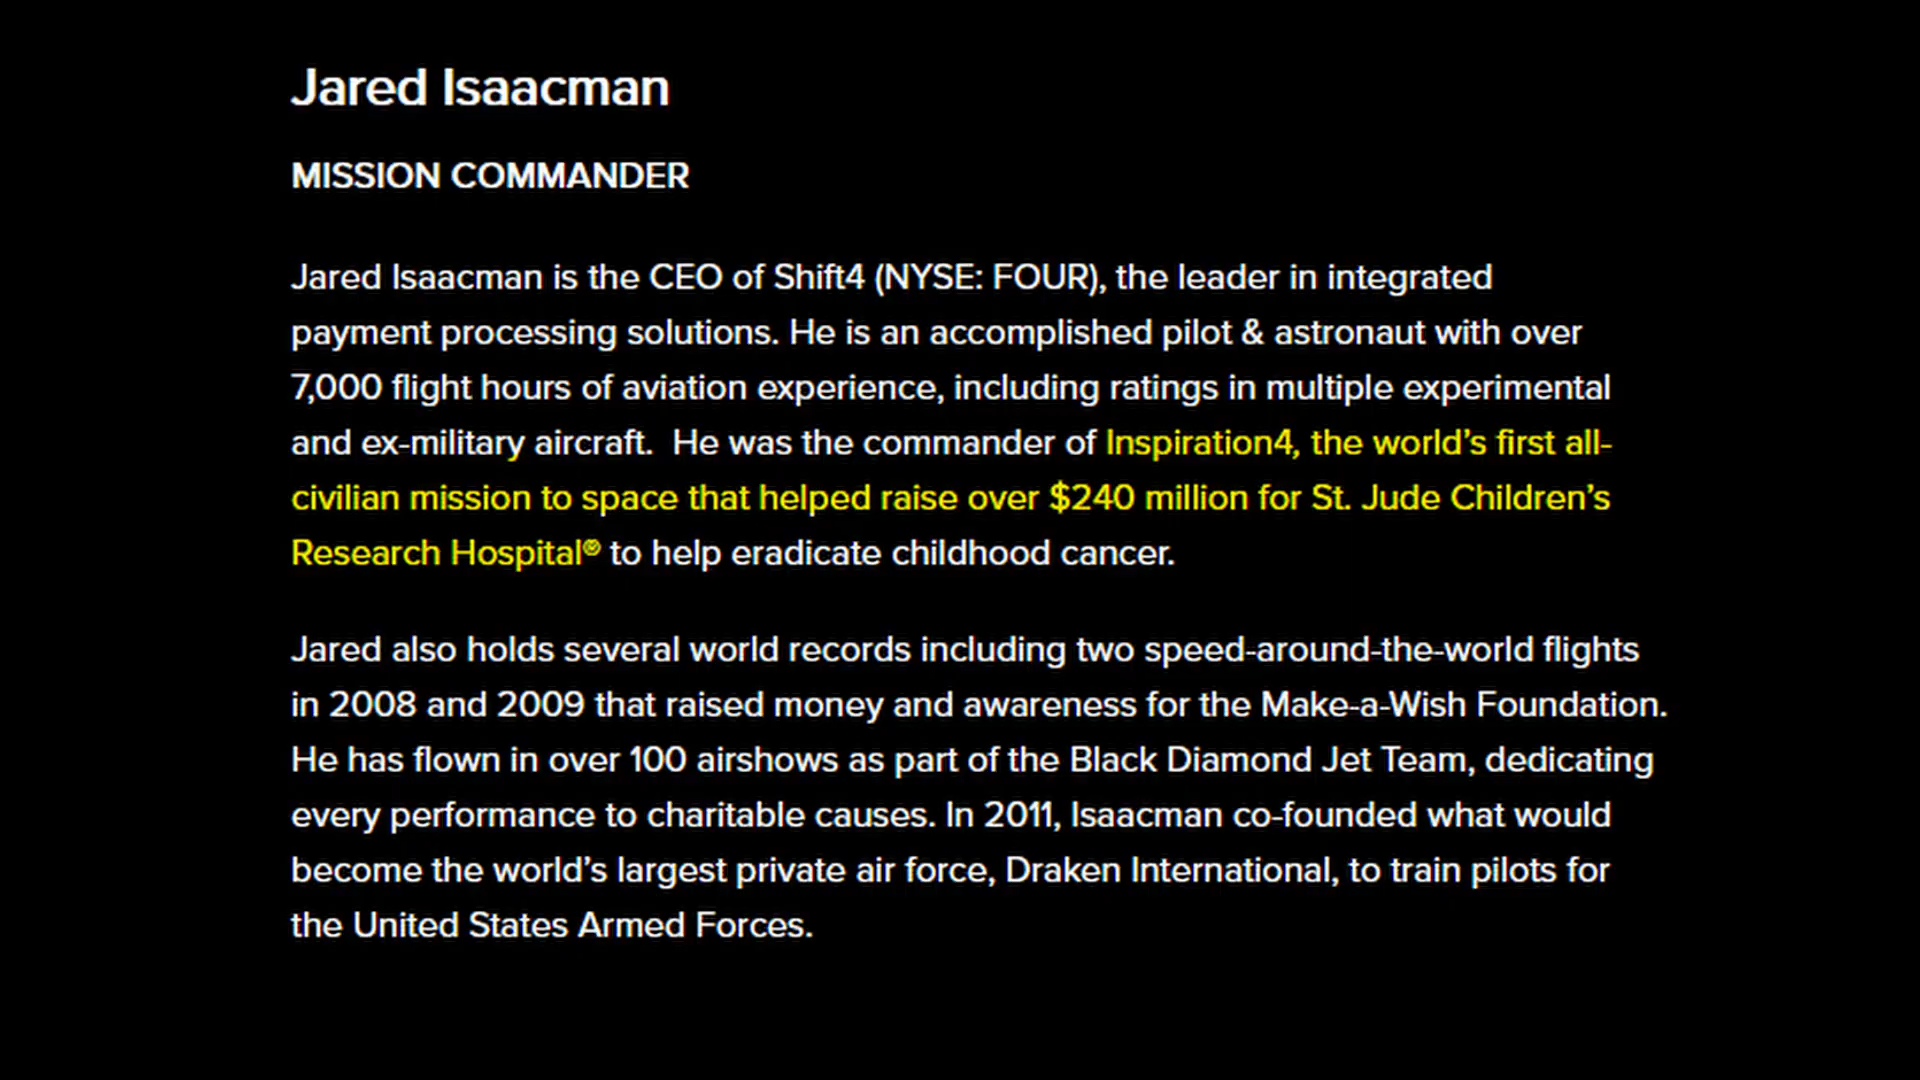 Jared Isaacman
MISSION COMMANDER
Jared Isaacman is the CEO of Shift4 (NYSE: FOUR), the leader in integrated
payment processing solutions. He is an accomplished pilot & astronaut with over
7,000 flight hours of aviation experience, including ratings in multiple experimental
and ex-military aircraft.  He was the commander of Inspiration4, the world’s first all-
civilian mission to space that helped raise over $240 million for St. Jude Children’s
Research Hospital® to help eradicate childhood cancer.
Jared also holds several world records including two speed-around-the-world flights
in 2008 and 2009 that raised money and awareness for the Make-a-Wish Foundation.
He has flown in over 100 airshows as part of the Black Diamond Jet Team, dedicating
every performance to charitable causes. In 2011, Isaacman co-founded what would
become the world’s largest private air force, Draken International, to train pilots for
the United States Armed Forces.